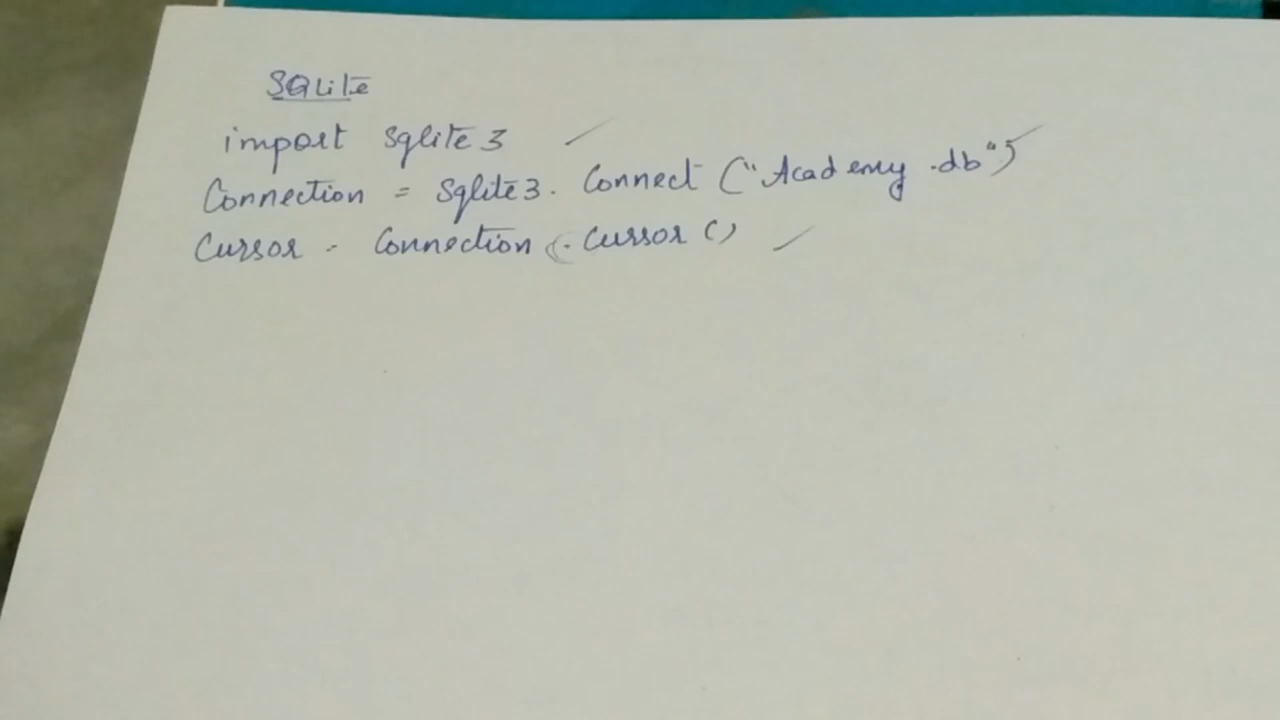 SQLite
import sqlite3
Connection = Sqlite3. Connect ("Academy .db")
Cursor - Connection (. Cursor ()